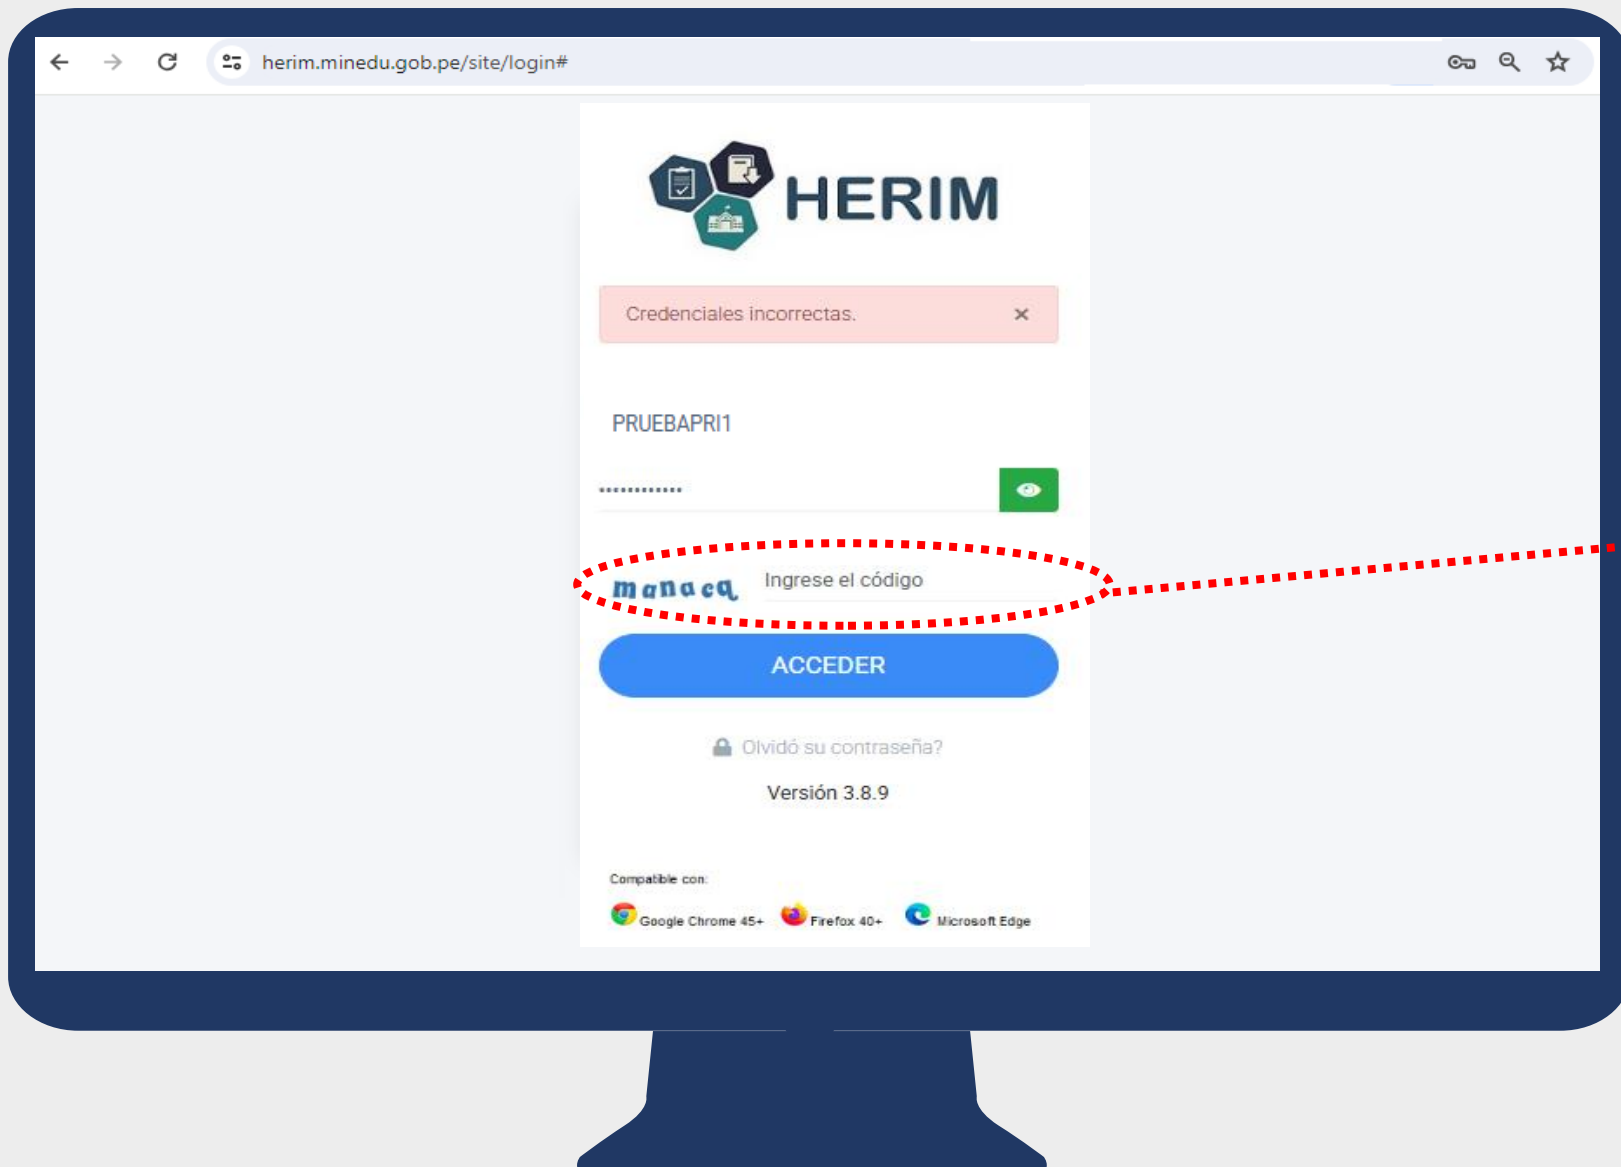 herim.minedu.gob.pe/site/login#
HERIM
Credenciales incorrectas.
PRUEBAPRI1
manacq Ingrese el código
ACCEDER
Olvidó su contraseña?
Versión 3.8.9
Compatible con:
Google Chrome 45+ Firefox 40+ Microsoft Edge